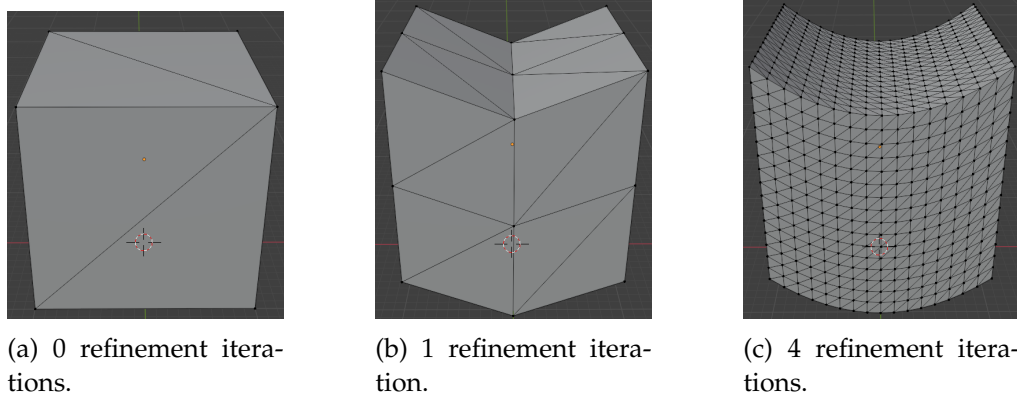 (a) 0 refinement itera-
tions.
(b) 1 refinement itera-
tion.
(c) 4 refinement itera-
tions.